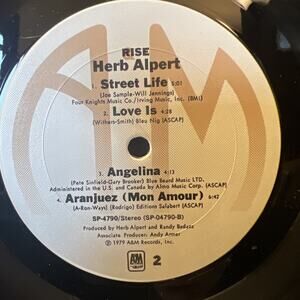 RISE
Herb Alpert
1. Street Life 5:01
(Joe Sample-Will Jennings)
Four Knights Music Co./Irving Music, Inc. (BMI)
2. Love Is 4:28
(Withers-Smith) Bleu Nig (ASCAP)
3. Angelina 4:13
(Pete Sinfield-Gary Brooker) Blue Beard Music LTD.
Administered in the U.S. and Canada by Almo Music Corp. (ASCAP)
4. Aranjuez (Mon Amour) 6:42
(A-Ron-Ways) (Rodrigo) Editions Salabert (ASCAP)
SP-4790/Stereo (SP-04790-B)
Produced by Herb Alpert and Randy Badazz
Associate Producer: Andy Armer
℗ 1979 A&M Records, Inc.
A&M
2